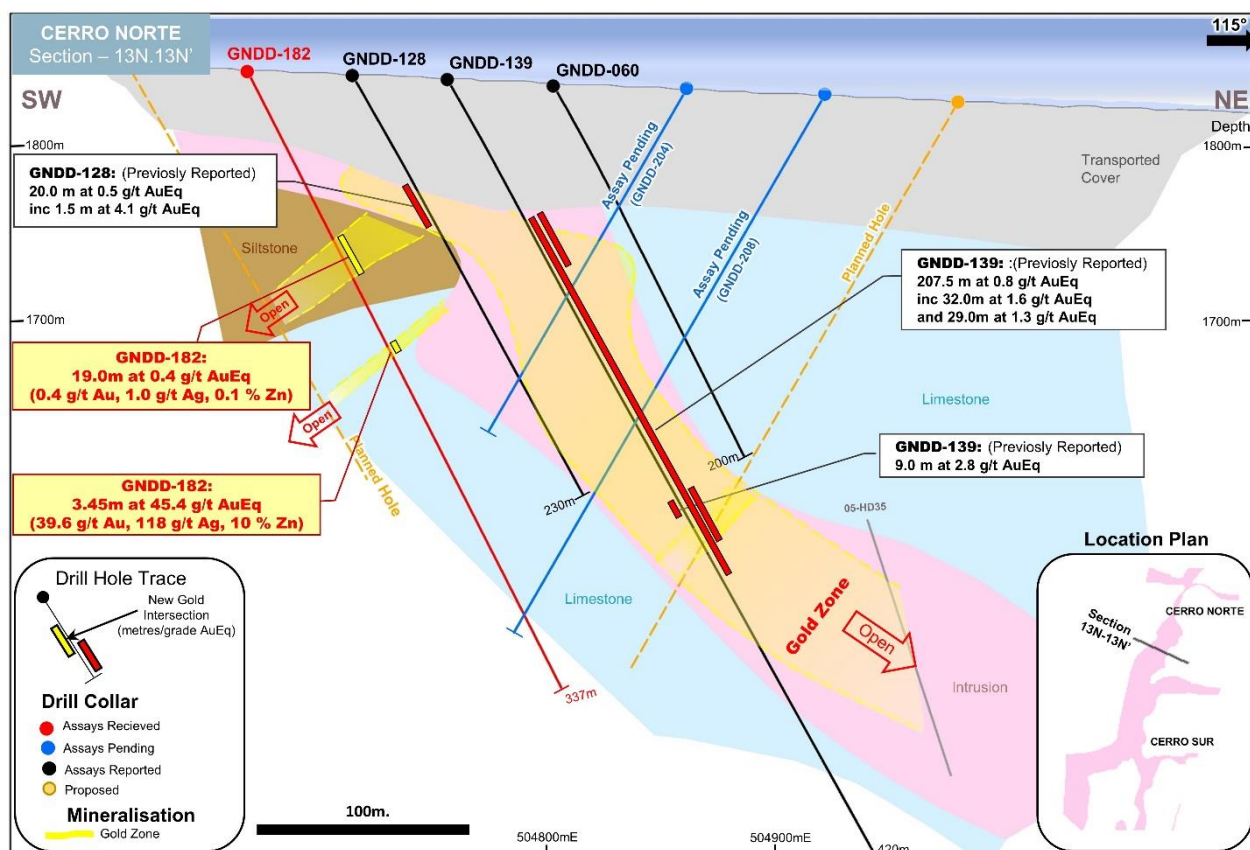 CERRO NORTE
Section – 13N.13N'
GNDD-182
GNDD-128
GNDD-139
GNDD-060
115°
SW
NE
Depth
1800m
1800m
Transported
Cover
GNDD-128: (Previosly Reported)
20.0 m at 0.5 g/t AuEq
inc 1.5 m at 4.1 g/t AuEq
Assay Pending
(GNDD-204)
Assay Pending
(GNDD-208)
Planned Hole
Siltstone
GNDD-139: :(Previosly Reported)
207.5 m at 0.8 g/t AuEq
inc 32.0m at 1.6 g/t AuEq
and 29.0m at 1.3 g/t AuEq
Open
1700m
1700m
GNDD-182:
19.0m at 0.4 g/t AuEq
(0.4 g/t Au, 1.0 g/t Ag, 0.1 % Zn)
Limestone
Open
Planned Hole
GNDD-139: (Previosly Reported)
9.0 m at 2.8 g/t AuEq
200m
GNDD-182:
3.45m at 45.4 g/t AuEq
(39.6 g/t Au, 118 g/t Ag, 10 % Zn)
230m
05-HD35
Location Plan
Drill Hole Trace
New Gold
Intersection
(metres/grade AuEq)
Limestone
Gold Zone
Open
Intrusion
337m
CERRO NORTE
Section
13N-13N'
CERRO SUR
Drill Collar
Assays Recieved
Assays Pending
Assays Reported
Proposed
Mineralisation
Gold Zone
100m.
504800mE
504900mE
420m